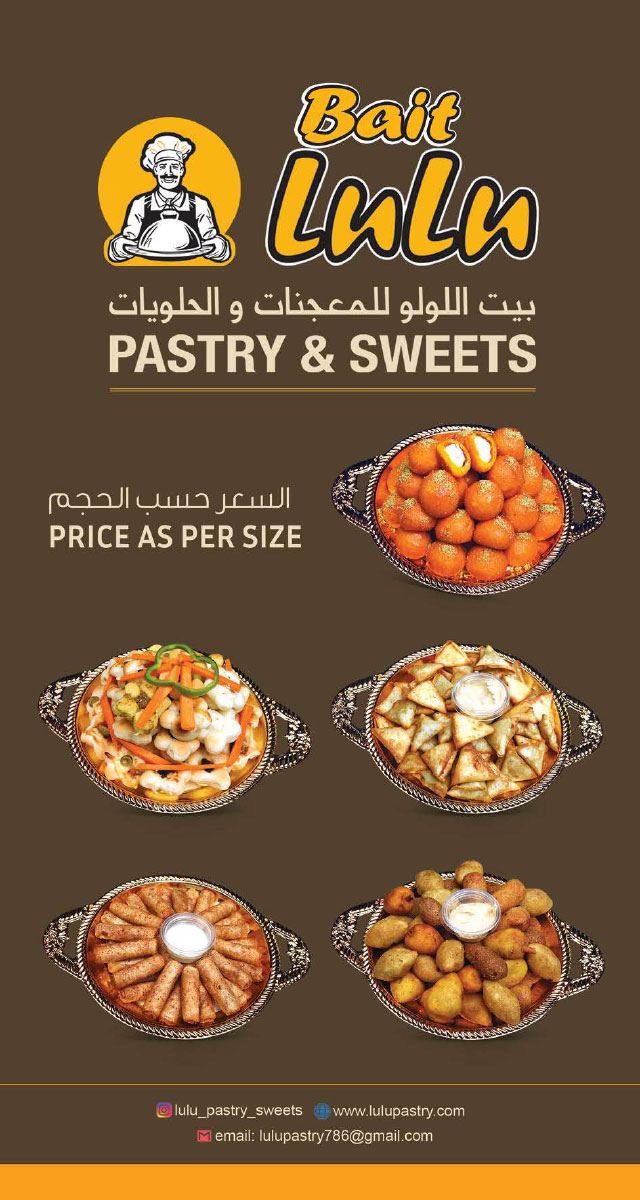 Bait
LuLu
بيت اللولو للمعجنات و الحلويات
PASTRY & SWEETS
السعر حسب الحجم
PRICE AS PER SIZE
lulu_pastry_sweets www.lulupastry.com
email: lulupastry786@gmail.com